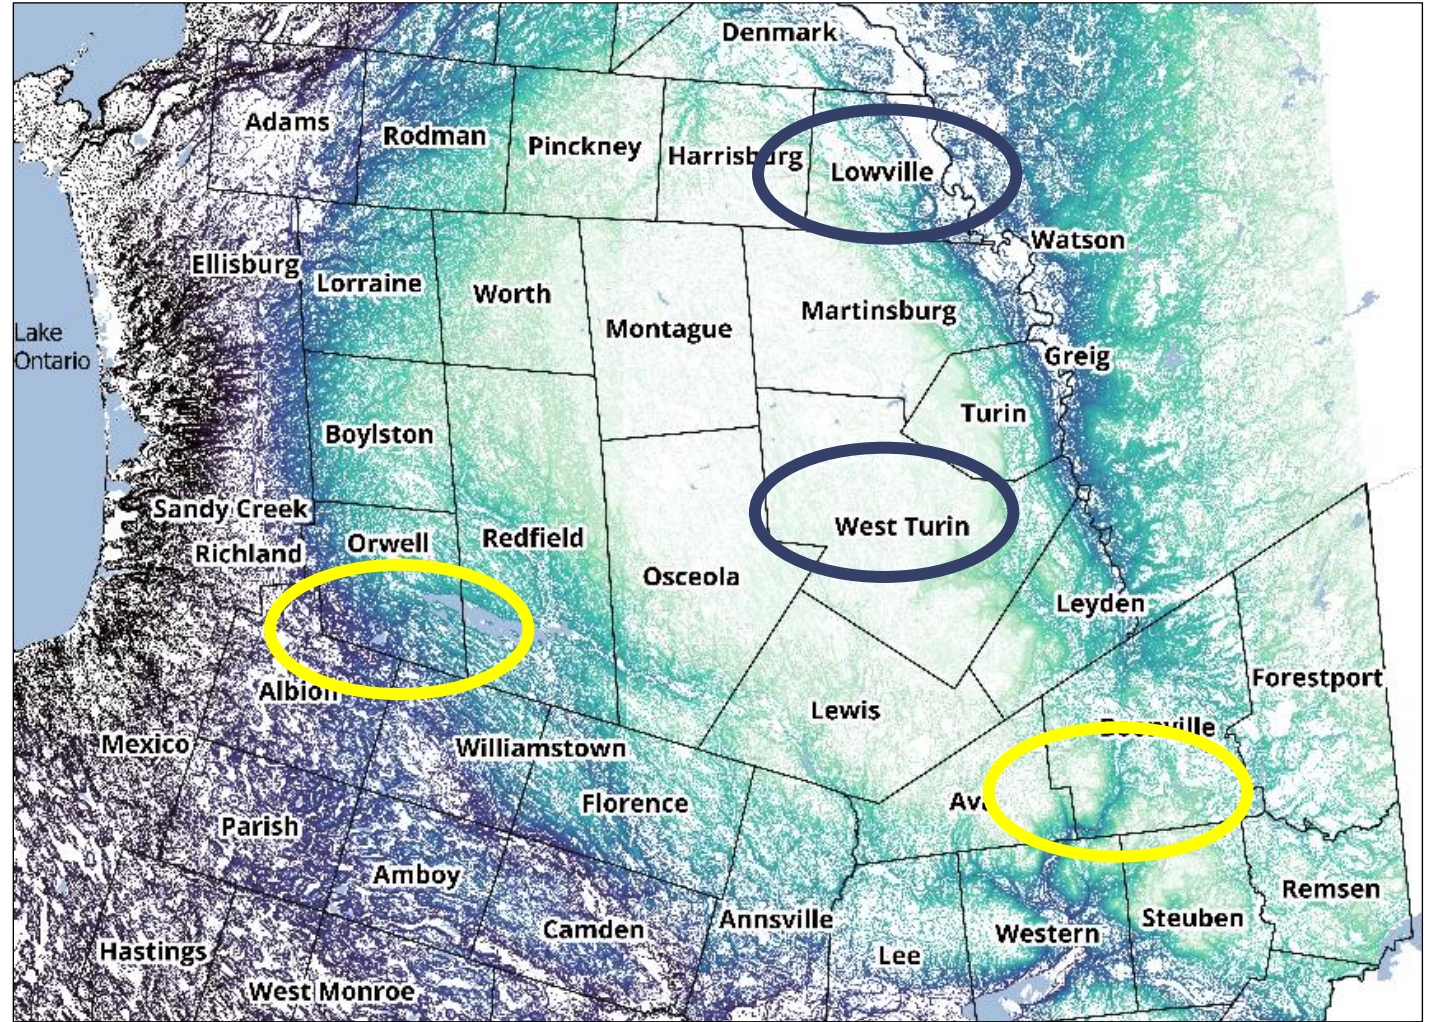 Denmark
Adams
Rodman
Pinckney
Harrisburg
Lowville
Watson
Ellisburg
Lorraine
Worth
Martinsburg
Montague
Lake
Ontario
Greig
Turin
Boylston
Sandy Creek
Orwell
Redfield
West Turin
Richland
Osceola
Leyden
Forestport
Albion
Lewis
Mexico
Williamstown
Boonville
Florence
Parish
Amboy
Remsen
Annsville
Steuben
Camden
Western
Hastings
Lee
West Monroe